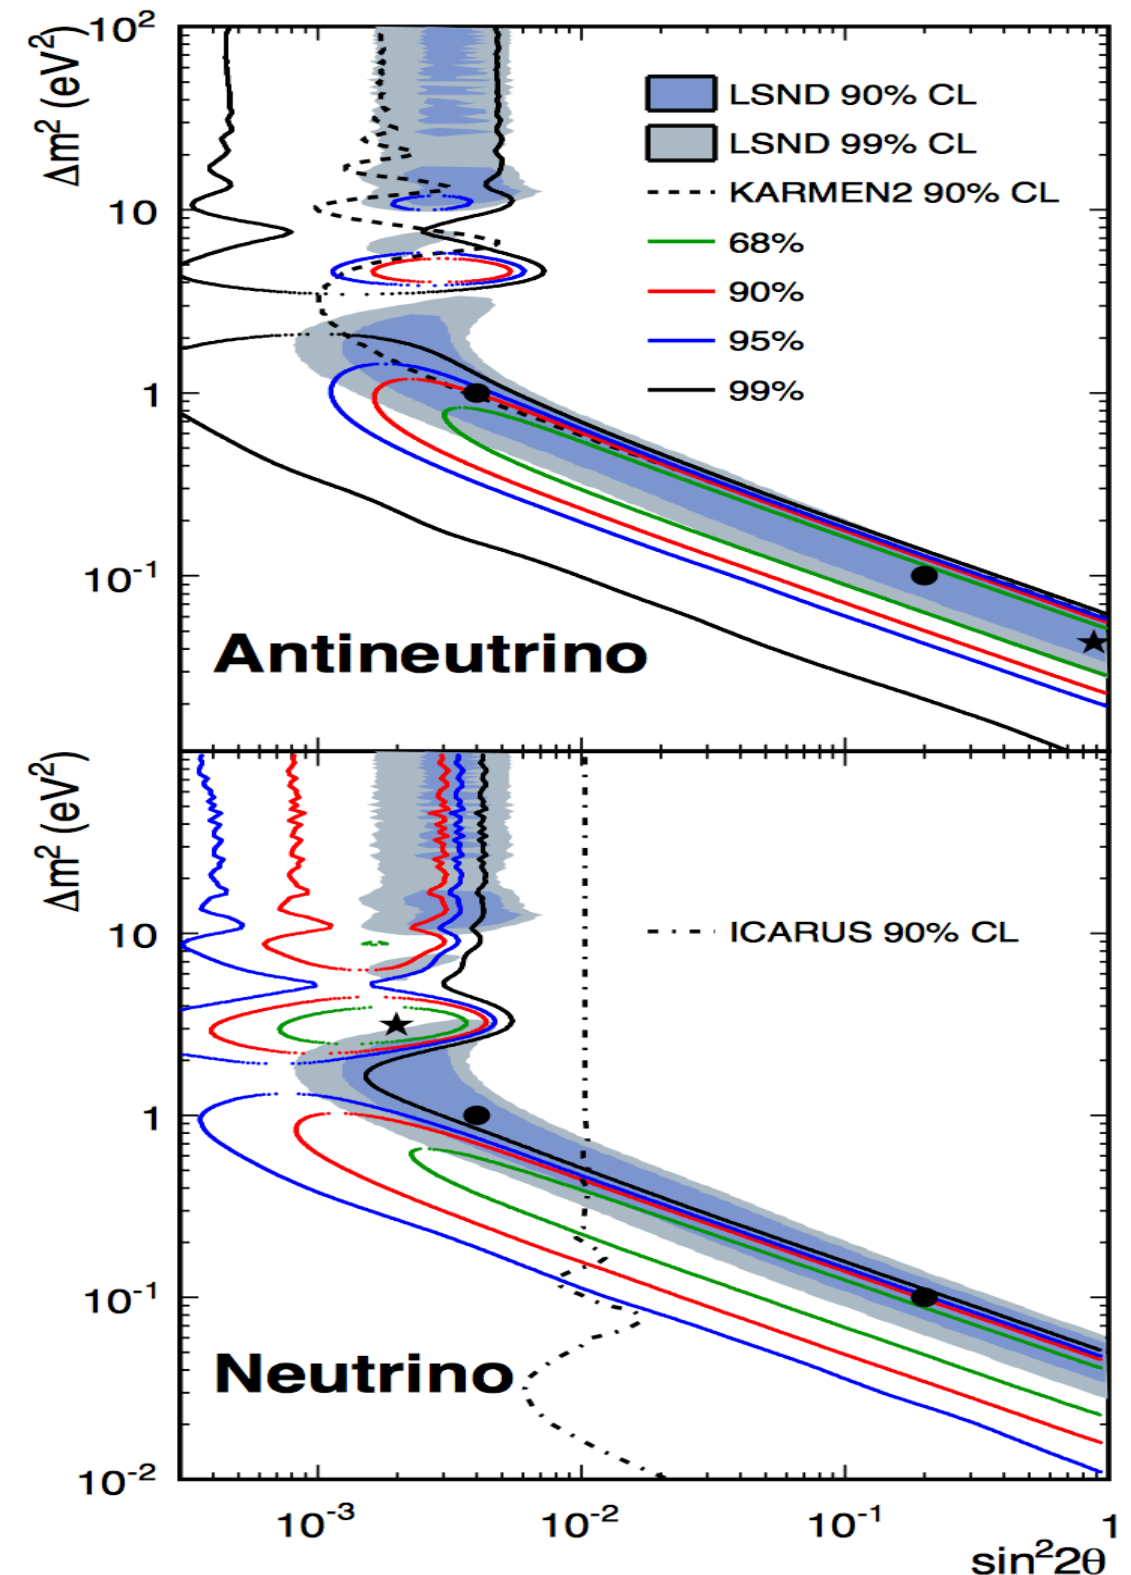 10²
Δm² (eV²)
LSND 90% CL
LSND 99% CL
KARMEN2 90% CL
10
68%
90%
95%
1
99%
10⁻¹
Antineutrino
Δm² (eV²)
10
ICARUS 90% CL
1
10⁻¹
Neutrino
10⁻²
10⁻³ 10⁻² 10⁻¹ 1
sin²2θ